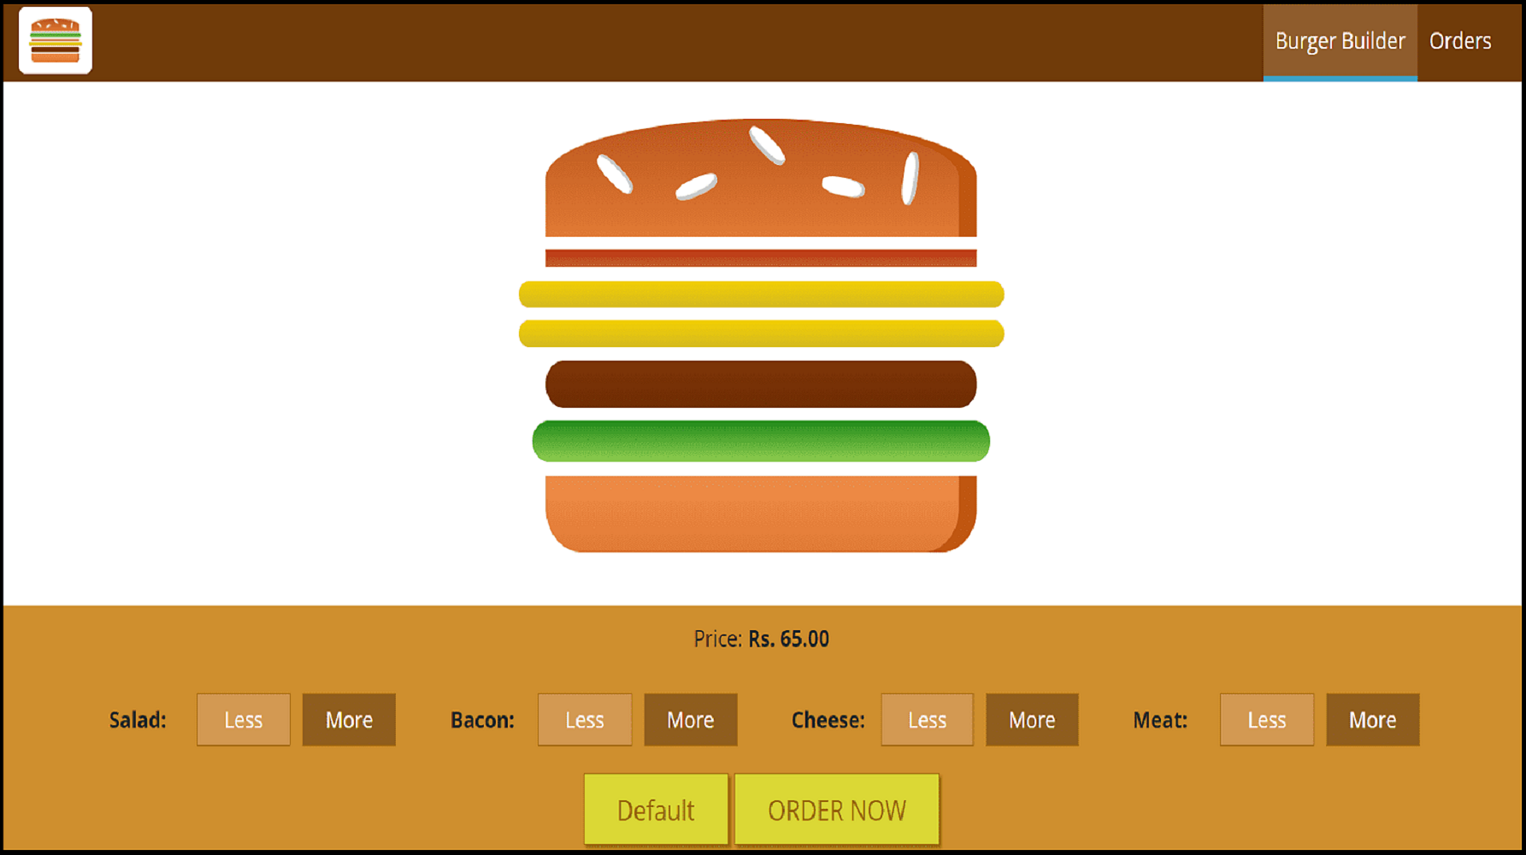 Burger Builder Orders
Price: Rs. 65.00
Salad: Less More Bacon: Less More Cheese: Less More Meat: Less More
Default ORDER NOW